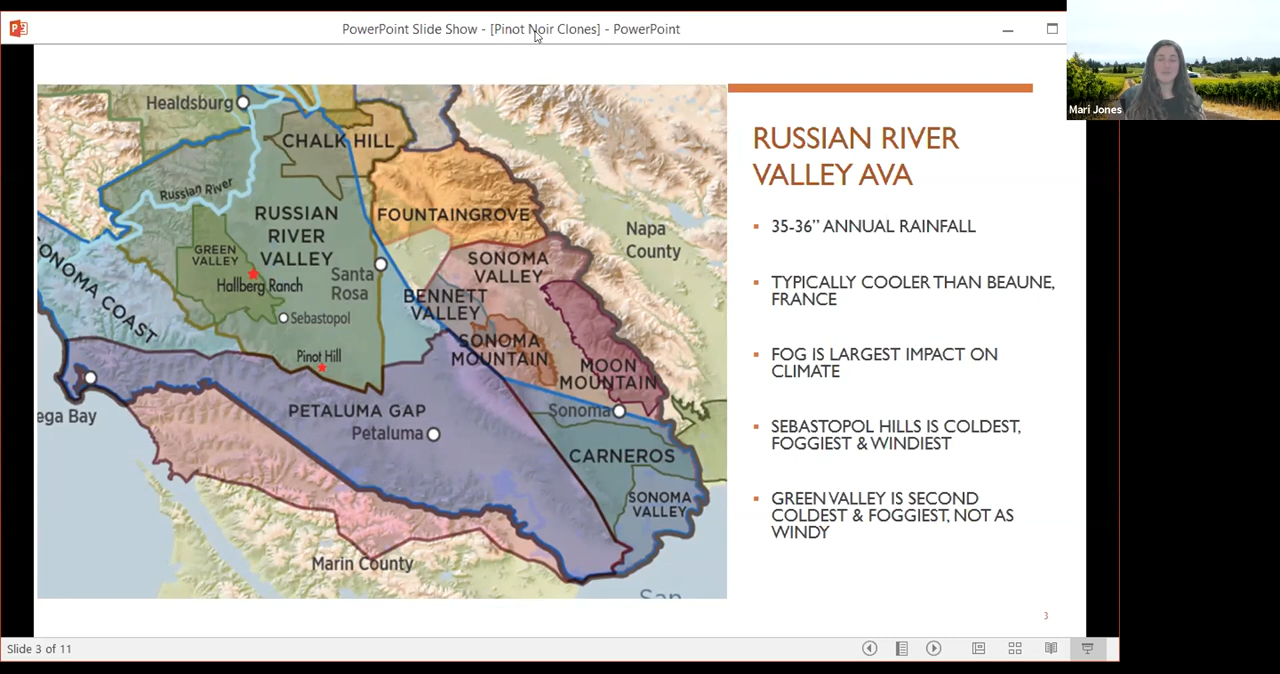 PowerPoint Slide Show - [Pinot Noir Clones] - PowerPoint
Mari Jones
Healdsburg
CHALK HILL
Russian River
FOUNTAINGROVE
RUSSIAN
RIVER
VALLEY
GREEN
VALLEY
Hallberg Ranch
Santa
Rosa
Napa
County
SONOMA
VALLEY
ONOMA COAST
BENNETT
VALLEY
Sebastopol
SONOMA
MOUNTAIN
Pinot Hill
MOON
MOUNTAIN
ega Bay
PETALUMA GAP
Petaluma
Sonoma
CARNEROS
SONOMA
VALLEY
Marin County
San
RUSSIAN RIVER
VALLEY AVA
35-36” ANNUAL RAINFALL
TYPICALLY COOLER THAN BEAUNE,
FRANCE
FOG IS LARGEST IMPACT ON
CLIMATE
SEBASTOPOL HILLS IS COLDEST,
FOGGIEST & WINDIEST
GREEN VALLEY IS SECOND
COLDEST & FOGGIEST, NOT AS
WINDY
3
Slide 3 of 11